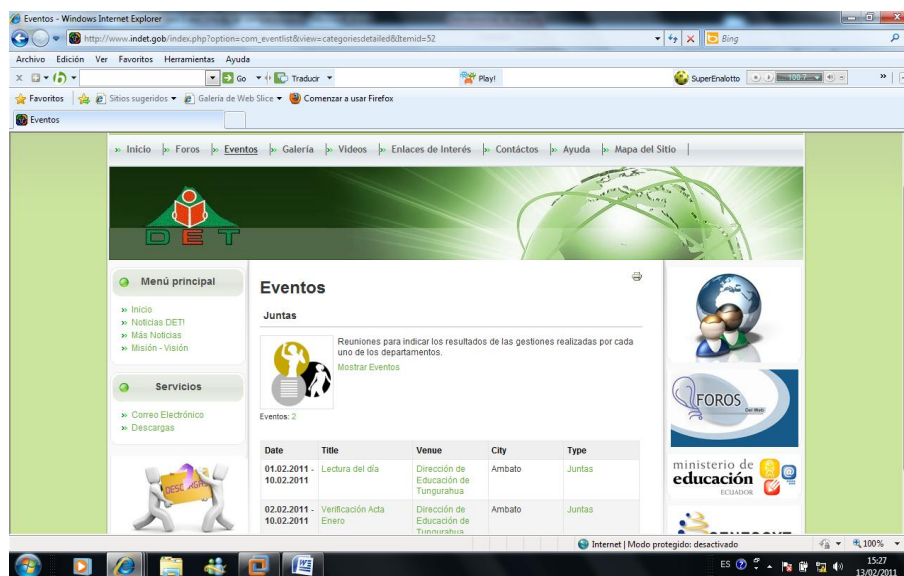 Eventos - Windows Internet Explorer
http://www.indet.gob/index.php?option=com_eventlist&view=categoriesdetailed&Itemid=52
Bing
Archivo Edición Ver Favoritos Herramientas Ayuda
Go Traducir Play! SuperEnalotto 100.7
Favoritos Sitios sugeridos Galería de Web Slice Comenzar a usar Firefox
Eventos
Inicio Foros Eventos Galería Videos Enlaces de Interés Contáctos Ayuda Mapa del Sitio
DET
Menú principal
Inicio
Noticias DET!
Más Noticias
Misión - Visión
Servicios
Correo Electrónico
Descargas
DESCARGAS
Eventos
Juntas
Reuniones para indicar los resultados de las gestiones realizadas por cada
uno de los departamentos.
Mostrar Eventos
Eventos: 2
Date Title Venue City Type
01.02.2011 - Lectura del día Dirección de Ambato Juntas
10.02.2011 Educación de
Tungurahua
02.02.2011 - Verificación Acta Dirección de Ambato Juntas
10.02.2011 Enero Educación de
Tungurahua
FOROS
Del Web
ministerio de
educación
ECUADOR
Internet | Modo protegido: desactivado 100%
ES 15:27
13/02/2011